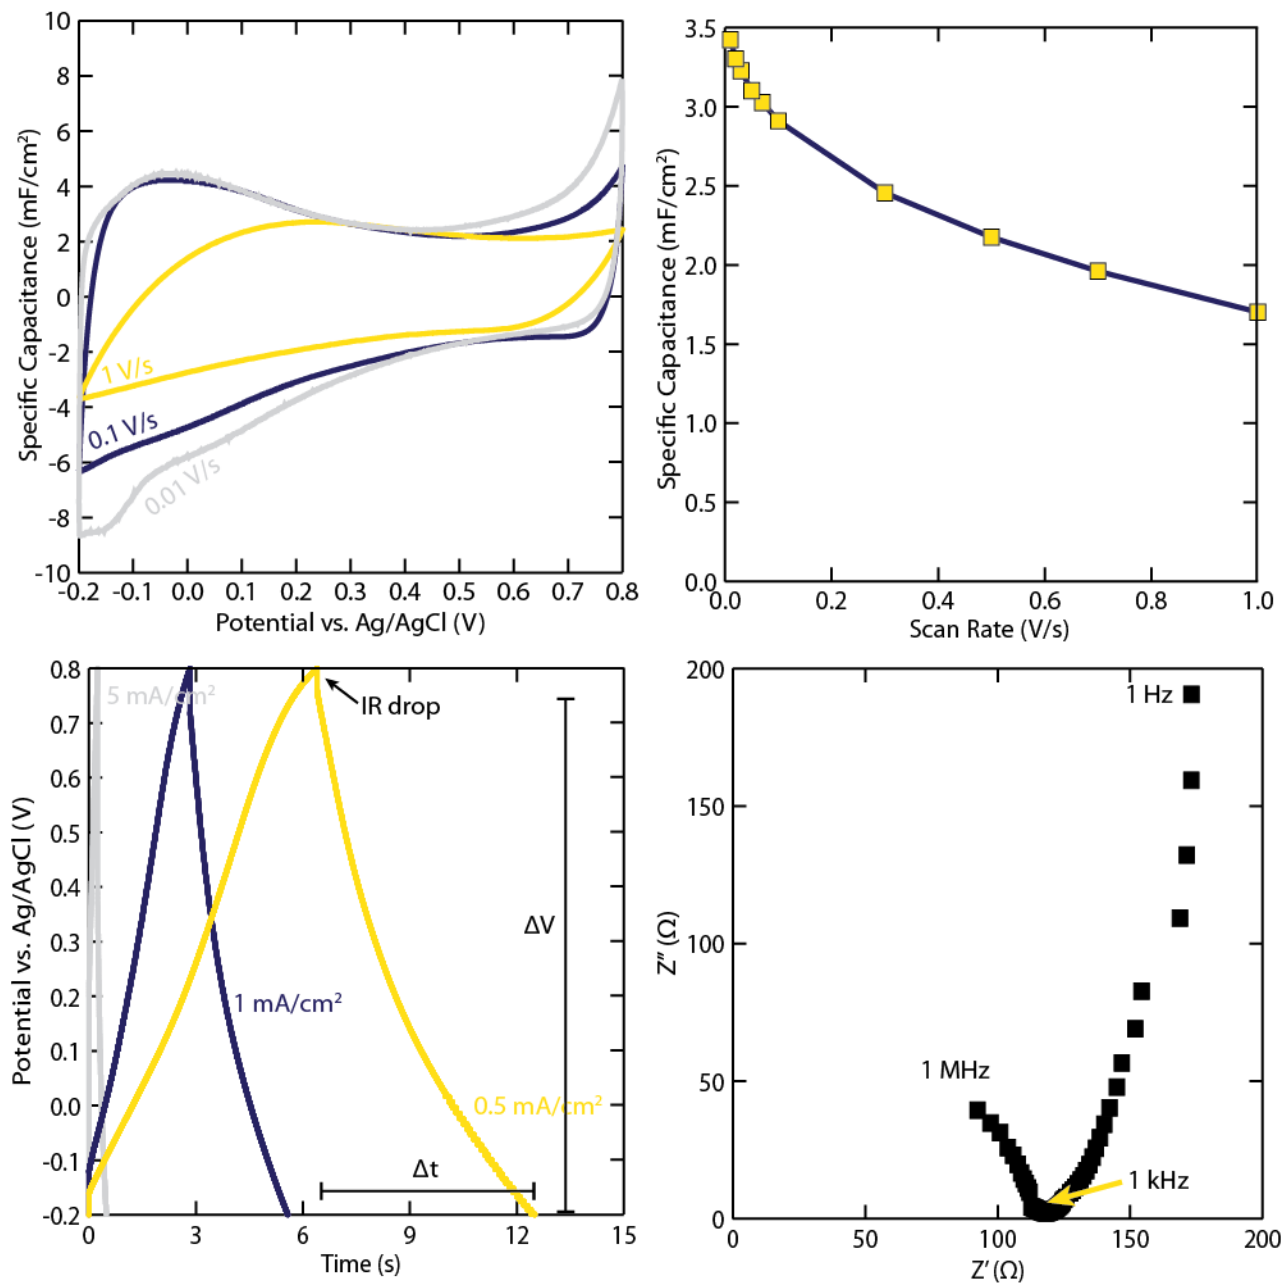 10
8
6
4
2
0
-2
-4
-6
-8
-10
Specific Capacitance (mF/cm²)
1 V/s
0.1 V/s
0.01 V/s
-0.2 -0.1 0.0 0.1 0.2 0.3 0.4 0.5 0.6 0.7 0.8
Potential vs. Ag/AgCl (V)
3.5
3.0
2.5
2.0
1.5
1.0
0.5
0.0
Specific Capacitance (mF/cm²)
0.0 0.2 0.4 0.6 0.8 1.0
Scan Rate (V/s)
0.8
0.7
0.6
0.5
0.4
0.3
0.2
0.1
0.0
-0.1
-0.2
Potential vs. Ag/AgCl (V)
5 mA/cm²
IR drop
ΔV
1 mA/cm²
0.5 mA/cm²
Δt
0 3 6 9 12 15
Time (s)
200
150
100
50
0
Z″ (Ω)
1 Hz
1 MHz
1 kHz
0 50 100 150 200
Z′ (Ω)